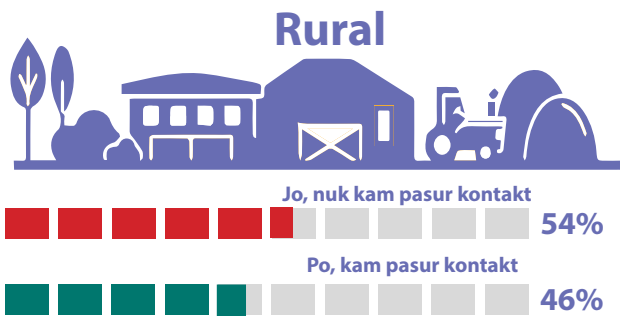 Rural
Jo, nuk kam pasur kontakt
54%
Po, kam pasur kontakt
46%